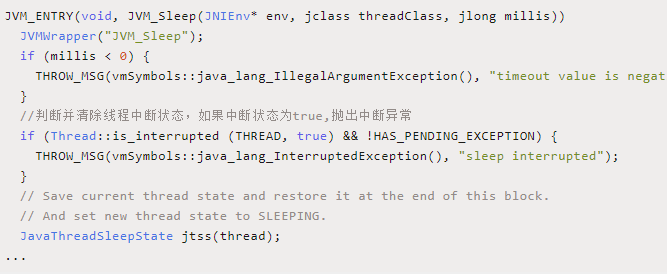 JVM_ENTRY(void, JVM_Sleep(JNIEnv* env, jclass threadClass, jlong millis))
JVMWrapper("JVM_Sleep");
if (millis < 0) {
THROW_MSG(vmSymbols::java_lang_IllegalArgumentException(), "timeout value is negat
}
//判断并清除线程中断状态，如果中断状态为true,抛出中断异常
if (Thread::is_interrupted (THREAD, true) && !HAS_PENDING_EXCEPTION) {
THROW_MSG(vmSymbols::java_lang_InterruptedException(), "sleep interrupted");
}
// Save current thread state and restore it at the end of this block.
// And set new thread state to SLEEPING.
JavaThreadSleepState jtss(thread);
...